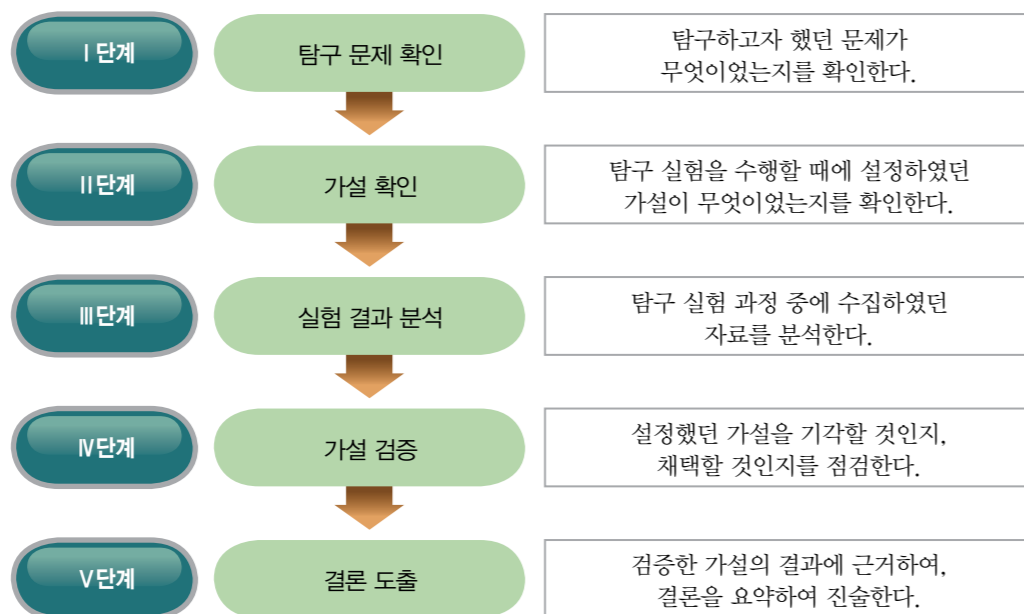 Ⅰ단계
탐구 문제 확인
탐구하고자 했던 문제가
무엇이었는지를 확인한다.
Ⅱ단계
가설 확인
탐구 실험을 수행할 때에 설정하였던
가설이 무엇이었는지를 확인한다.
Ⅲ단계
실험 결과 분석
탐구 실험 과정 중에 수집하였던
자료를 분석한다.
Ⅳ단계
가설 검증
설정했던 가설을 기각할 것인지,
채택할 것인지를 점검한다.
Ⅴ단계
결론 도출
검증한 가설의 결과에 근거하여,
결론을 요약하여 진술한다.